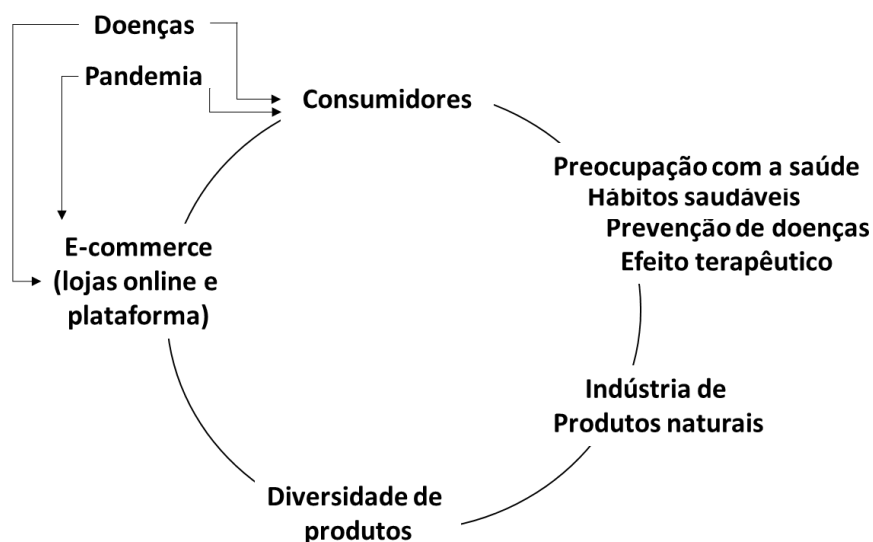 Doenças
Pandemia
Consumidores
Preocupação com a saúde
Hábitos saudáveis
Prevenção de doenças
Efeito terapêutico
E-commerce
(lojas online e
plataforma)
Indústria de
Produtos naturais
Diversidade de
produtos